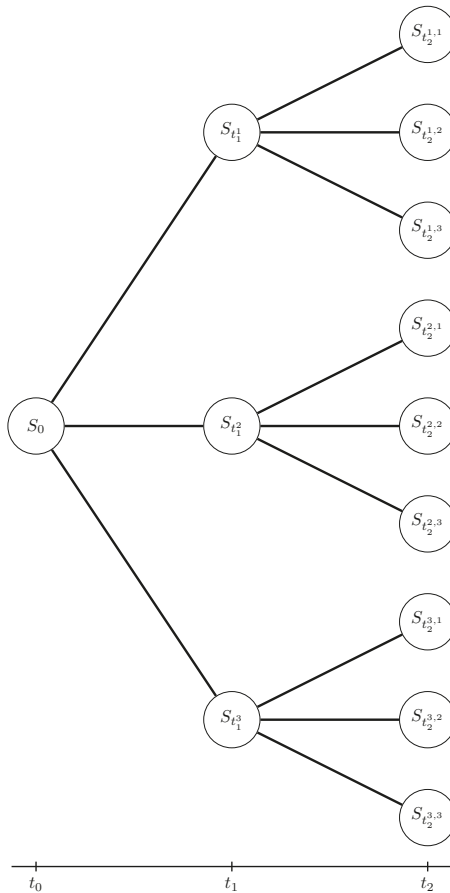 $S_{t_2^{1,1}}$
$S_{t_1^1}$
$S_{t_2^{1,2}}$
$S_{t_2^{1,3}}$
$S_{t_2^{2,1}}$
$S_0$
$S_{t_1^2}$
$S_{t_2^{2,2}}$
$S_{t_2^{2,3}}$
$S_{t_2^{3,1}}$
$S_{t_1^3}$
$S_{t_2^{3,2}}$
$S_{t_2^{3,3}}$
$t_0$ $t_1$ $t_2$